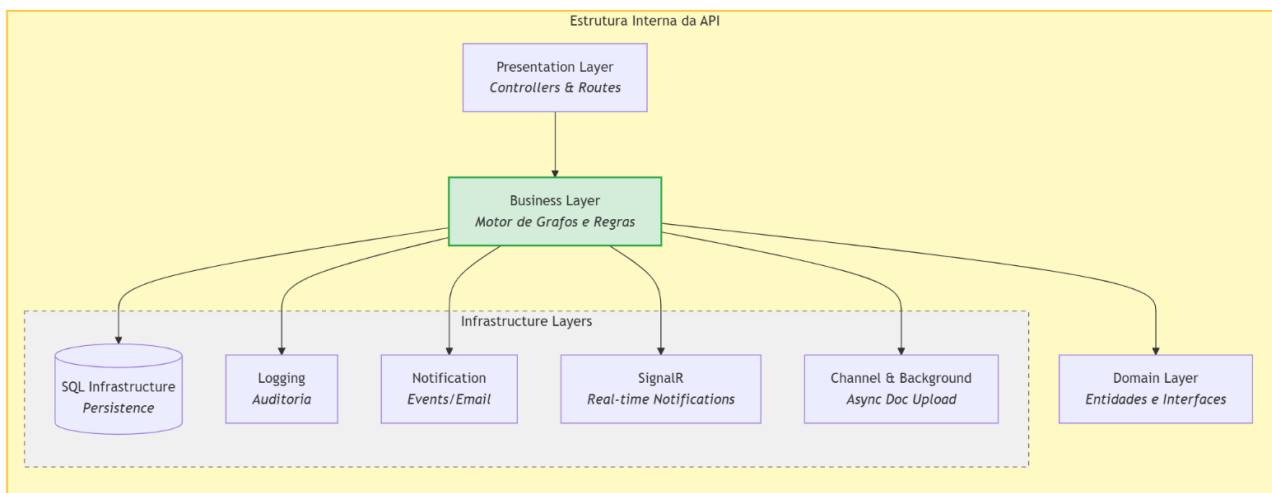 Estrutura Interna da API
Presentation Layer
Controllers & Routes
Business Layer
Motor de Grafos e Regras
Infrastructure Layers
SQL Infrastructure
Persistence
Logging
Auditoria
Notification
Events/Email
SignalR
Real-time Notifications
Channel & Background
Async Doc Upload
Domain Layer
Entidades e Interfaces